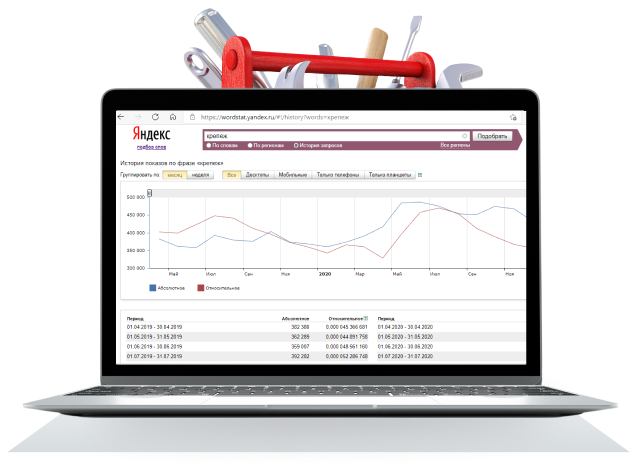 https://wordstat.yandex.ru/#!/history?words=крепеж
Яндекс
подбор слов
крепеж
Подобрать
По словам По регионам История запросов Все регионы
История показов по фразе «крепеж»
Группировать по: месяц неделя Все Десктопы Мобильные Только телефоны Только планшеты
500 000
450 000
400 000
350 000
300 000
Май Июл Сен Ноя 2020 Мар Май Июл Сен Ноя
Абсолютное Относительное
Период Абсолютное Относительное Период
01.04.2019 - 30.04.2019 382 308 0,000 045 366 681 01.04.2020 - 30.04.2020
01.05.2019 - 31.05.2019 362 289 0,000 044 891 758 01.05.2020 - 31.05.2020
01.06.2019 - 30.06.2019 359 007 0,000 048 661 160 01.06.2020 - 30.06.2020
01.07.2019 - 31.07.2019 392 202 0,000 052 206 748 01.07.2020 - 31.07.2020